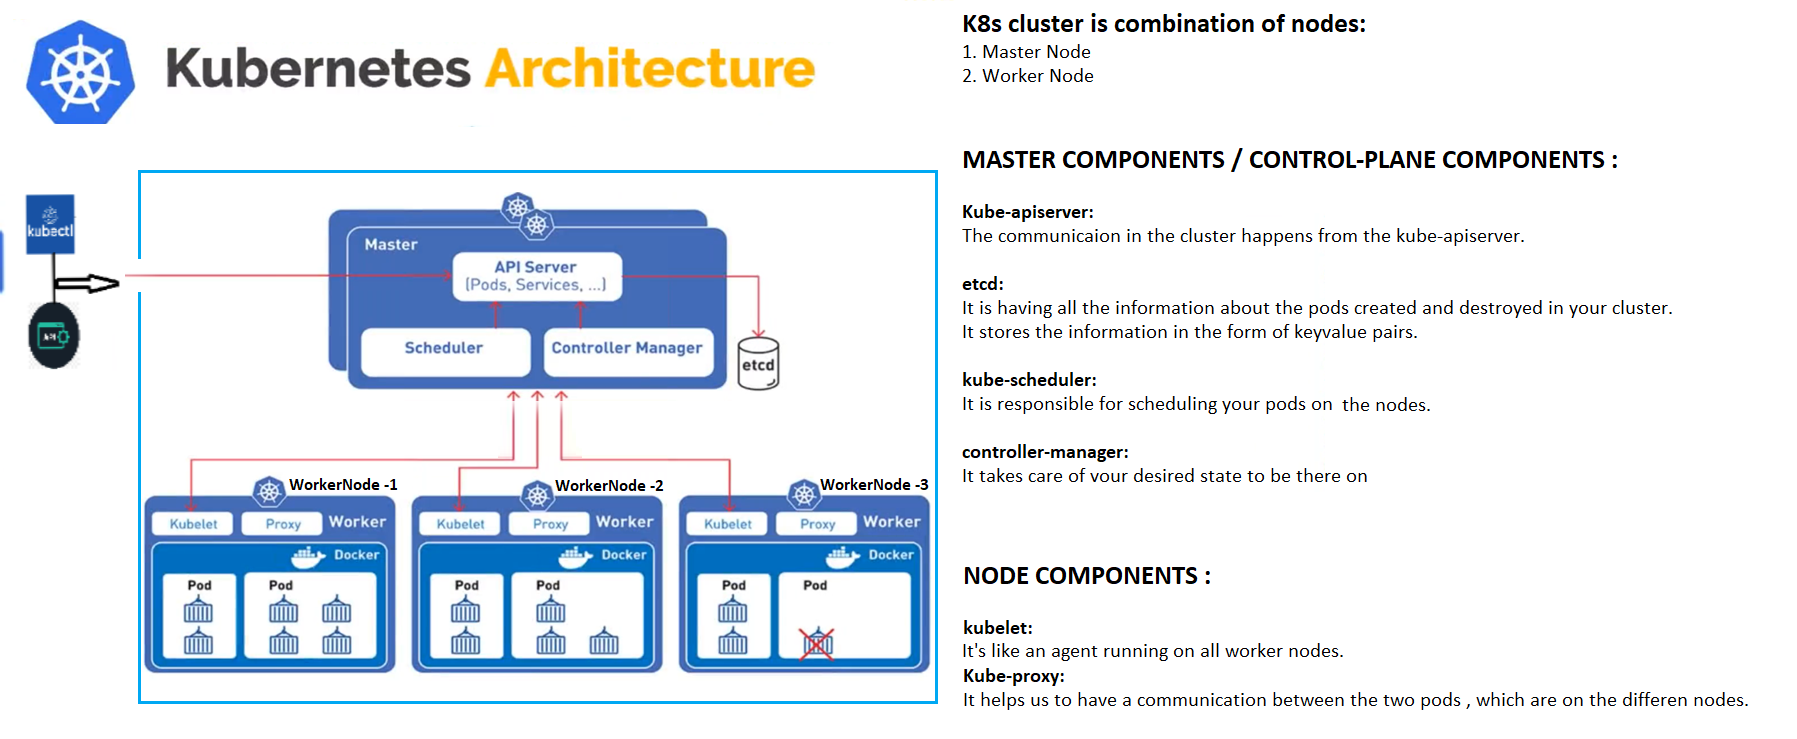 Kubernetes Architecture
kubectl
API
Master
API Server
(Pods, Services, ...)
Scheduler
Controller Manager
etcd
WorkerNode -1
Kubelet
Proxy
Worker
Docker
Pod
Pod
WorkerNode -2
Kubelet
Proxy
Worker
Docker
Pod
Pod
WorkerNode -3
Kubelet
Proxy
Worker
Docker
Pod
Pod
K8s cluster is combination of nodes:
1. Master Node
2. Worker Node
MASTER COMPONENTS / CONTROL-PLANE COMPONENTS :
Kube-apiserver:
The communicaion in the cluster happens from the kube-apiserver.
etcd:
It is having all the information about the pods created and destroyed in your cluster.
It stores the information in the form of keyvalue pairs.
kube-scheduler:
It is responsible for scheduling your pods on the nodes.
controller-manager:
It takes care of your desired state to be there on
NODE COMPONENTS :
kubelet:
It's like an agent running on all worker nodes.
Kube-proxy:
It helps us to have a communication between the two pods , which are on the differen nodes.